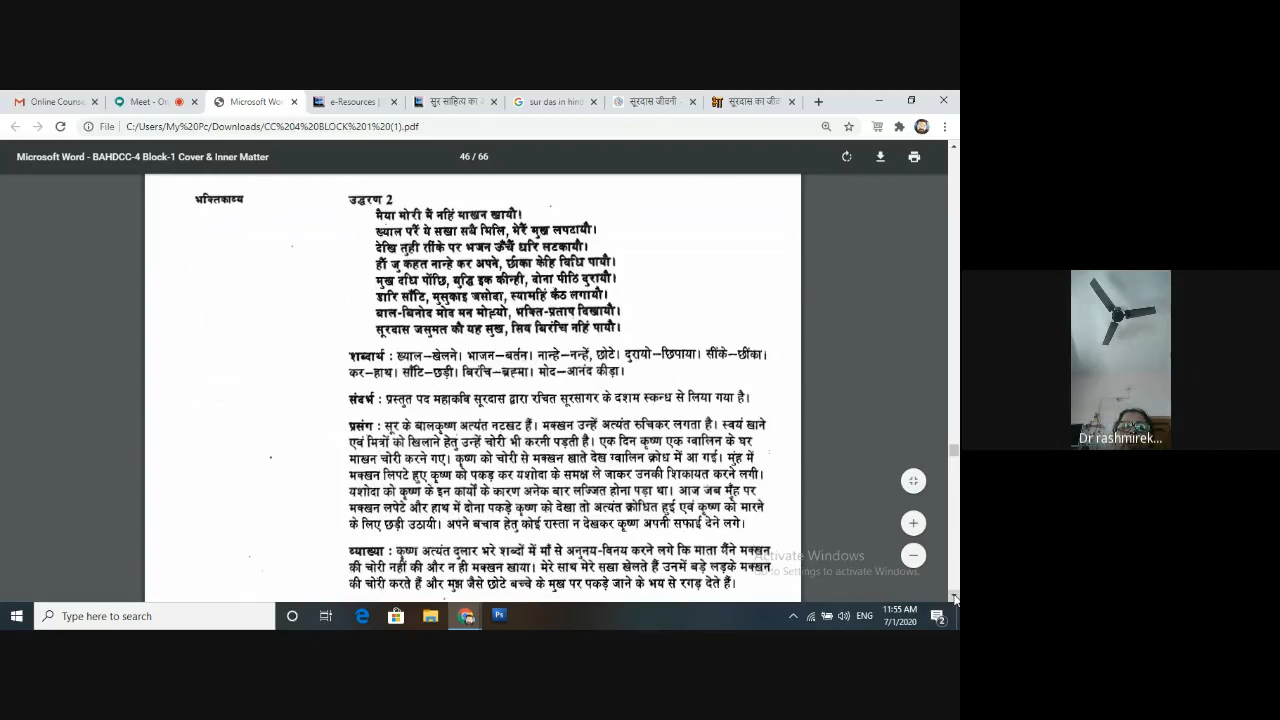 Online Couns
Meet - On
Microsoft Wo
e-Resources |
सुर साहित्य का
sur das in hind
सूरदास जीवनी -
सूरदास का जीव
File
C:/Users/My%20Pc/Downloads/CC%204%20BLOCK%201%20(1).pdf
Microsoft Word - BAHDCC-4 Block-1 Cover & Inner Matter
46 / 66
भक्तिकाव्य
उद्धरण 2
मैया मोरी मैं नहिं माखन खायौ।
ख्याल परैं ये सखा सबै मिलि, मेरैं मुख लपटायौ।
देखि तुही सींके पर भजन ऊँचैं धरि लटकायौ।
हौं जु कहत नान्हे कर अपने, छींका केहि बिधि पायौ।
मुख दधि पोंछि, बुद्धि इक कीन्ही, दोना पीठि दुरायौ।
डारि साँटि, मुसुकाइ जसोदा, स्यामहिं कंठ लगायौ।
बाल-बिनोद मोद मन मोह्यो, भक्ति-प्रताप दिखायौ।
सूरदास जसुमत कौ यह सुख, सिव बिरंचि नहिं पायौ।
शब्दार्थ : ख्याल-खेलने। भाजन-बर्तन। नान्हे-नन्हें, छोटे। दुरायो-छिपाया। सींके-छींका।
कर-हाथ। साँटि-छड़ी। बिरंचि-ब्रह्मा। मोद-आनंद कीड़ा।
संदर्भ : प्रस्तुत पद महाकवि सूरदास द्वारा रचित सूरसागर के दशम स्कन्ध से लिया गया है।
प्रसंग : सूर के बालकृष्ण अत्यंत नटखट हैं। मक्खन उन्हें अत्यंत रुचिकर लगता है। स्वयं खाने
एवं मित्रों को खिलाने हेतु उन्हें चोरी भी करनी पड़ती है। एक दिन कृष्ण एक ग्वालिन के घर
माखन चोरी करने गए। कृष्ण को चोरी से मक्खन खाते देख ग्वालिन क्रोध में आ गई। मुंह में
मक्खन लिपटे हुए कृष्ण को पकड़ कर यशोदा के समक्ष ले जाकर उनकी शिकायत करने लगी।
यशोदा को कृष्ण के इन कार्यों के कारण अनेक बार लज्जित होना पड़ा था। आज जब मुँह पर
मक्खन लपेटे और हाथ में दोना पकड़े कृष्ण को देखा तो अत्यंत क्रोधित हुई एवं कृष्ण को मारने
के लिए छड़ी उठायी। अपने बचाव हेतु कोई रास्ता न देखकर कृष्ण अपनी सफाई देने लगे।
व्याख्या : कृष्ण अत्यंत दुलार भरे शब्दों में माँ से अनुनय-विनय करने लगे कि माता मैंने मक्खन
की चोरी नहीं की और न ही मक्खन खाया। मेरे साथ मेरे सखा खेलते हैं उनमें बड़े लड़के मक्खन
की चोरी करते हैं और मुझ जैसे छोटे बच्चे के मुख पर पकड़े जाने के भय से रगड़ देते हैं।
Activate Windows
Go to Settings to activate Windows.
Dr rashmirek...
Type here to search
Ps
ENG
11:55 AM
7/1/2020
2